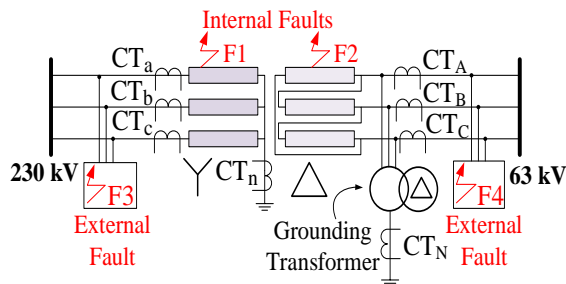 Internal Faults
CTa
F1
F2
CTA
CTb
CTB
CTc
CTC
230 kV
CTn
63 kV
F3
F4
External
Fault
Grounding
Transformer
CTN
External
Fault